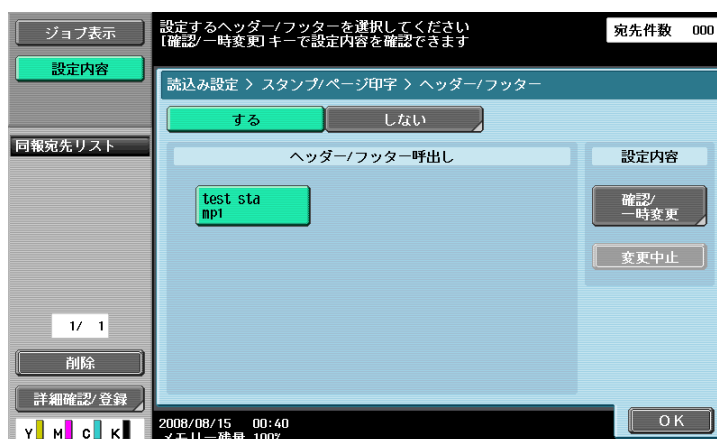 ジョブ表示
設定内容
設定するヘッダー/フッターを選択してください
[確認/一時変更]キーで設定内容を確認できます
宛先件数 000
読込み設定 > スタンプ/ページ印字 > ヘッダー/フッター
する
しない
同報宛先リスト
ヘッダー/フッター呼出し
設定内容
test sta
mp1
確認/
一時変更
変更中止
1/ 1
削除
詳細確認/登録
Y M C K
2008/08/15 00:40
メモリー残量 100%
OK